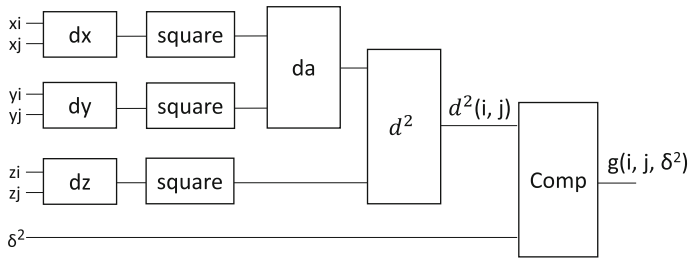 xi
xj
dx
square
da
yi
yj
dy
square
d²
d²(i, j)
zi
zj
dz
square
Comp
g(i, j, δ²)
δ²